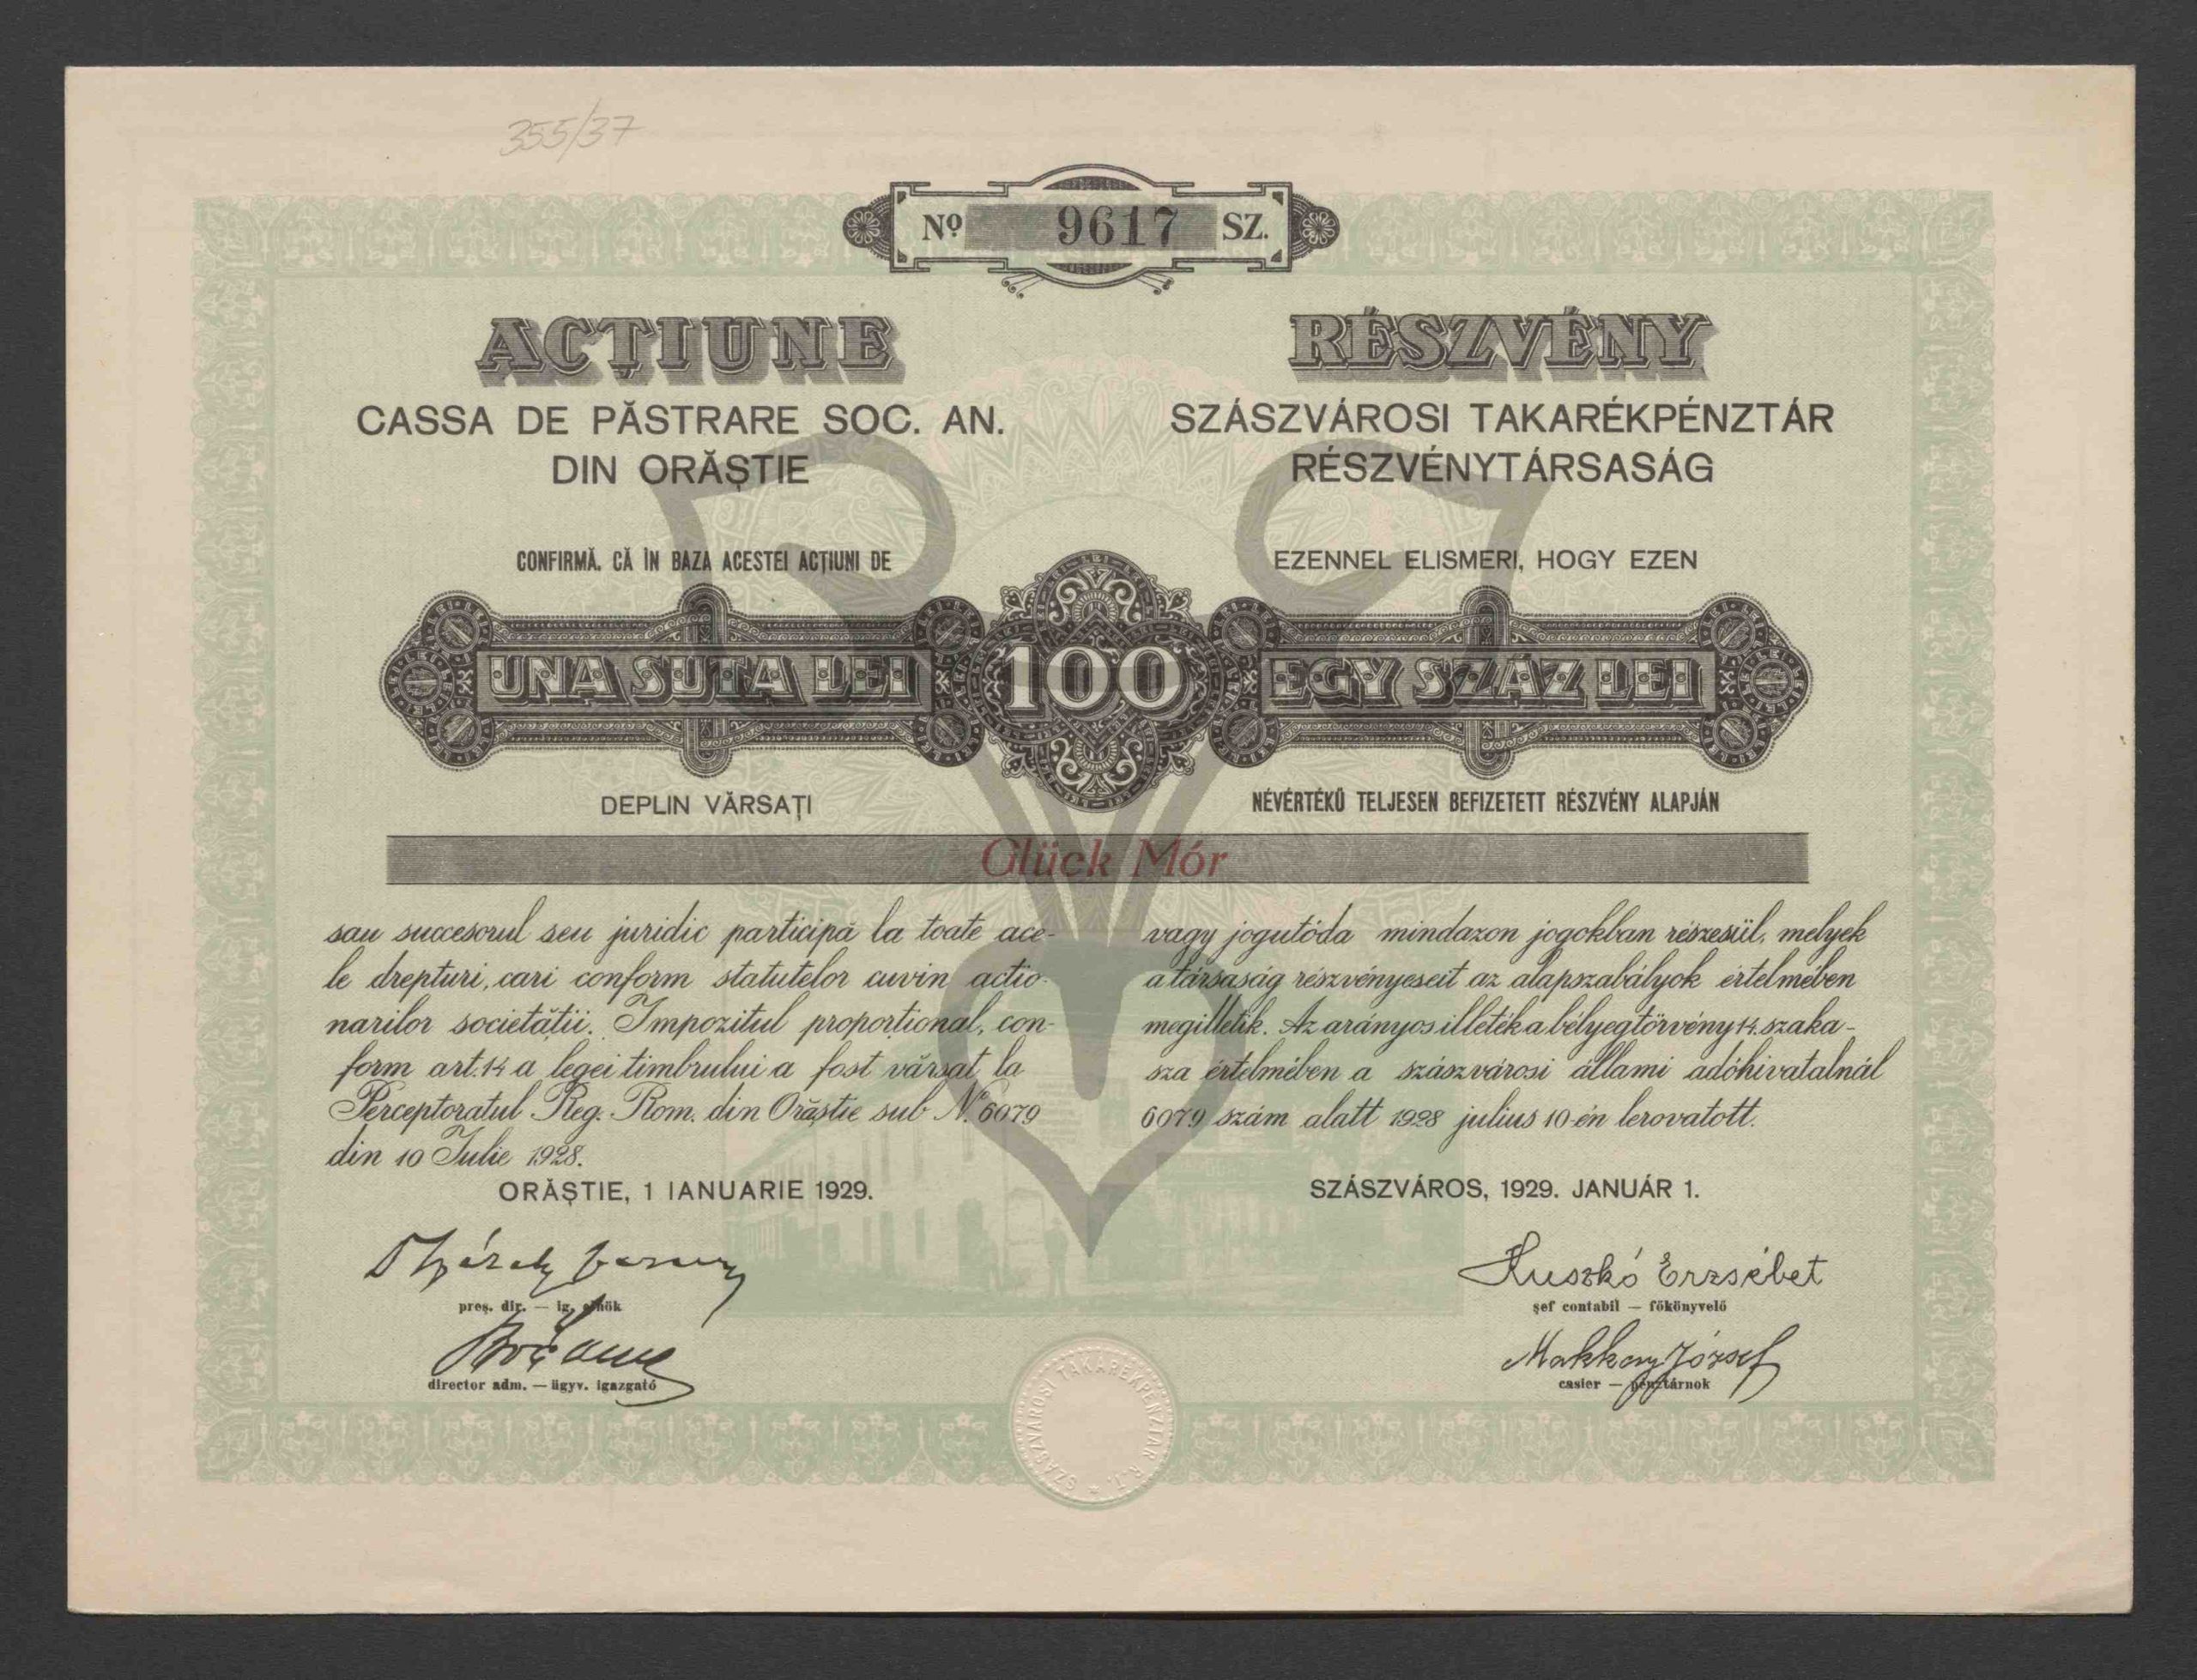 355/37
Nº 9617 SZ.
ACȚIUNE
CASSA DE PĂSTRARE SOC. AN.
DIN ORĂȘTIE
CONFIRMĂ, CĂ ÎN BAZA ACESTEI ACȚIUNI DE
UNA SUTA LEI
100
DEPLIN VĂRSAȚI
RÉSZVÉNY
SZÁSZVÁROSI TAKARÉKPÉNZTÁR
RÉSZVÉNYTÁRSASÁG
EZENNEL ELISMERI, HOGY EZEN
EGY SZÁZ LEI
NÉVÉRTÉKŰ TELJESEN BEFIZETETT RÉSZVÉNY ALAPJÁN
Glück Mór
sau succesorul seu juridic participă la toate ace-
le drepturi, cari conform statutelor cuvin actio-
narilor societății. Impozitul proporțional, con-
form art. 14 a legei timbrului a fost vărsat la
Perceptoratul Reg. Rom. din Orăștie sub Nº 6079
din 10 Iulie 1928.
ORĂȘTIE, 1 IANUARIE 1929.
preș. dir. — ig. elnök
director adm. — ügyv. igazgató
vagy jogutóda mindazon jogokban részesül, melyek
a társaság részvényeseit az alapszabályok értelmében
megilletik. Az arányos illeték a bélyegtörvény 14. szaka-
sza értelmében a szászvárosi állami adóhivatalnál
6079 szám alatt 1928 július 10-én lerovatott.
SZÁSZVÁROS, 1929. JANUÁR 1.
Kuszkó Erzsébet
șef contabil — főkönyvelő
Makkay József
casier — pénztárnok
SZÁSZVÁROSI TAKARÉKPÉNZTÁR R.T.